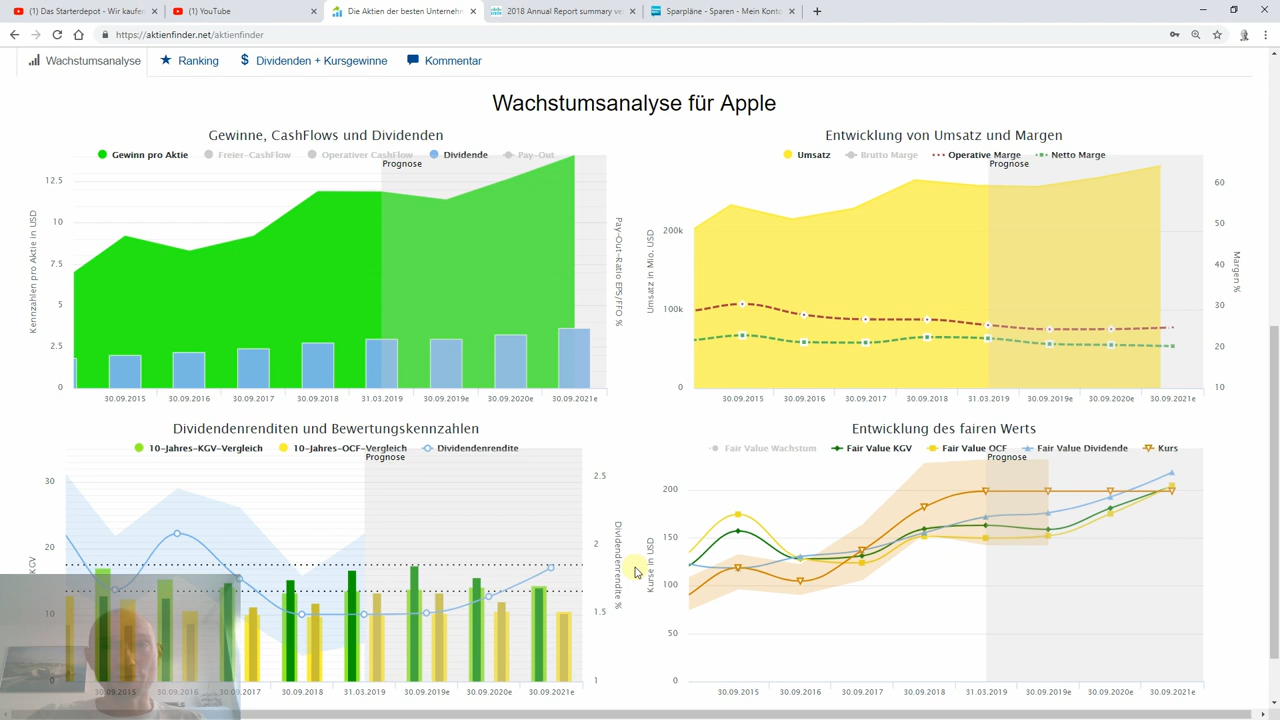 (1) Das Starterdepot - Wir kaufen
(1) YouTube
Die Aktien der besten Unternehm
2018 Annual Report summary ve
Sparpläne - Sparen - Mein Konto
https://aktienfinder.net/aktienfinder
Wachstumsanalyse
Ranking
Dividenden + Kursgewinne
Kommentar
Wachstumsanalyse für Apple
Gewinne, CashFlows und Dividenden
Gewinn pro Aktie Freier-CashFlow Operativer CashFlow Dividende Pay-Out
Prognose
12.5
10
7.5
5
2.5
0
Kennzahlen pro Aktie in USD
Pay-Out-Ratio EPS/FFO %
30.09.2015 30.09.2016 30.09.2017 30.09.2018 31.03.2019 30.09.2019e 30.09.2020e 30.09.2021e
Entwicklung von Umsatz und Margen
Umsatz Brutto Marge Operative Marge Netto Marge
Prognose
200k
100k
0
Umsatz in Mio. USD
60
50
40
30
20
10
Margen %
30.09.2015 30.09.2016 30.09.2017 30.09.2018 31.03.2019 30.09.2019e 30.09.2020e 30.09.2021e
Dividendenrenditen und Bewertungskennzahlen
10-Jahres-KGV-Vergleich 10-Jahres-OCF-Vergleich Dividendenrendite
Prognose
30
20
10
0
KGV
2.5
2
1.5
1
Dividendenrendite %
30.09.2015 30.09.2016 30.09.2017 30.09.2018 31.03.2019 30.09.2019e 30.09.2020e 30.09.2021e
Entwicklung des fairen Werts
Fair Value Wachstum Fair Value KGV Fair Value OCF Fair Value Dividende Kurs
Prognose
200
150
100
50
0
Kurse in USD
30.09.2015 30.09.2016 30.09.2017 30.09.2018 31.03.2019 30.09.2019e 30.09.2020e 30.09.2021e